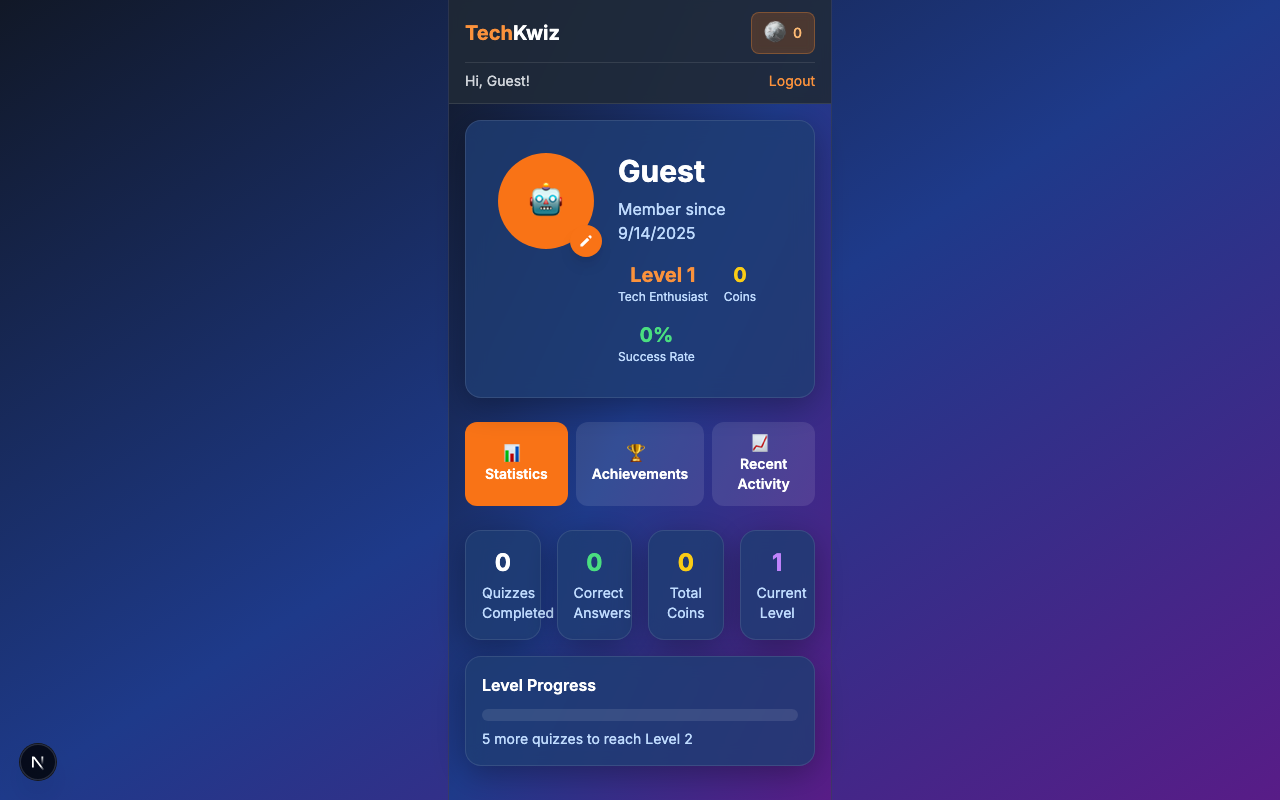 TechKwiz
0
Hi, Guest!
Logout
Guest
Member since
9/14/2025
Level 1
Tech Enthusiast
0
Coins
0%
Success Rate
Statistics
Achievements
Recent
Activity
0
Quizzes
Completed
0
Correct
Answers
0
Total
Coins
1
Current
Level
Level Progress
5 more quizzes to reach Level 2
N